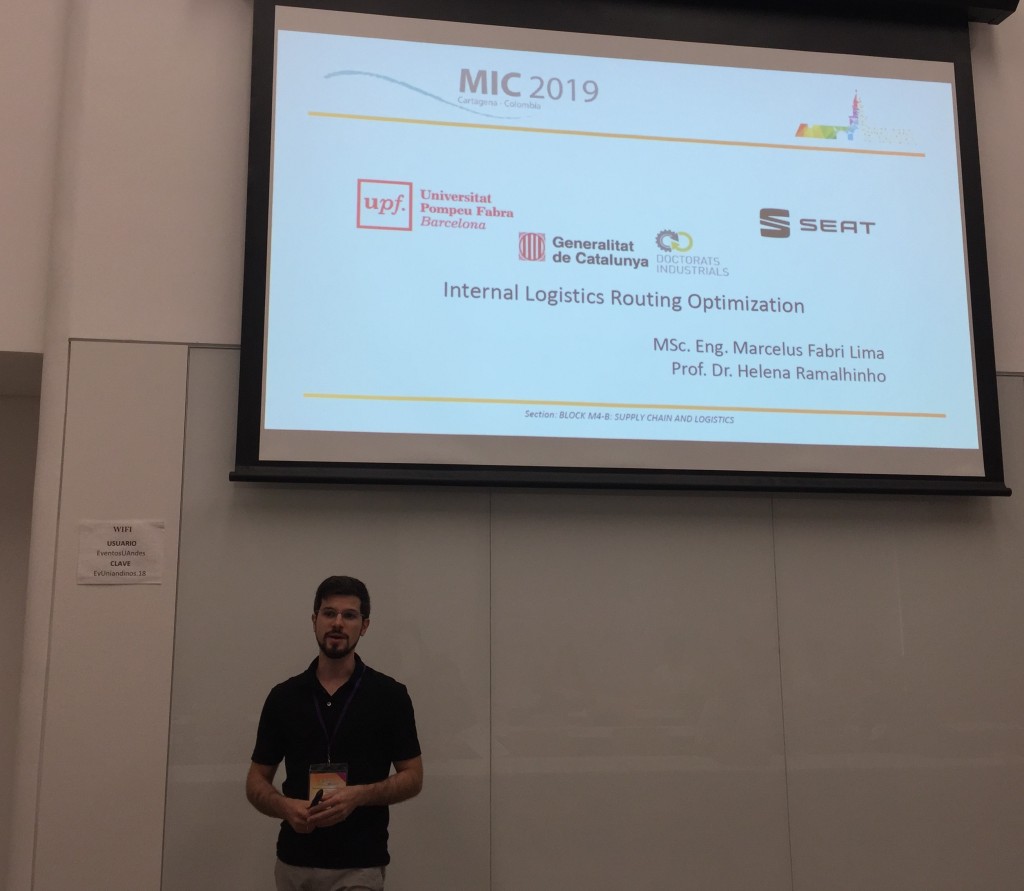 MIC 2019
Cartagena - Colombia
upf.
Universitat
Pompeu Fabra
Barcelona
Generalitat
de Catalunya
DOCTORATS
INDUSTRIALS
SEAT
Internal Logistics Routing Optimization
MSc. Eng. Marcelus Fabri Lima
Prof. Dr. Helena Ramalhinho
Section: BLOCK M4-B: SUPPLY CHAIN AND LOGISTICS
WIFI
USUARIO
EventosUAndes
CLAVE
EvUniandinos.18